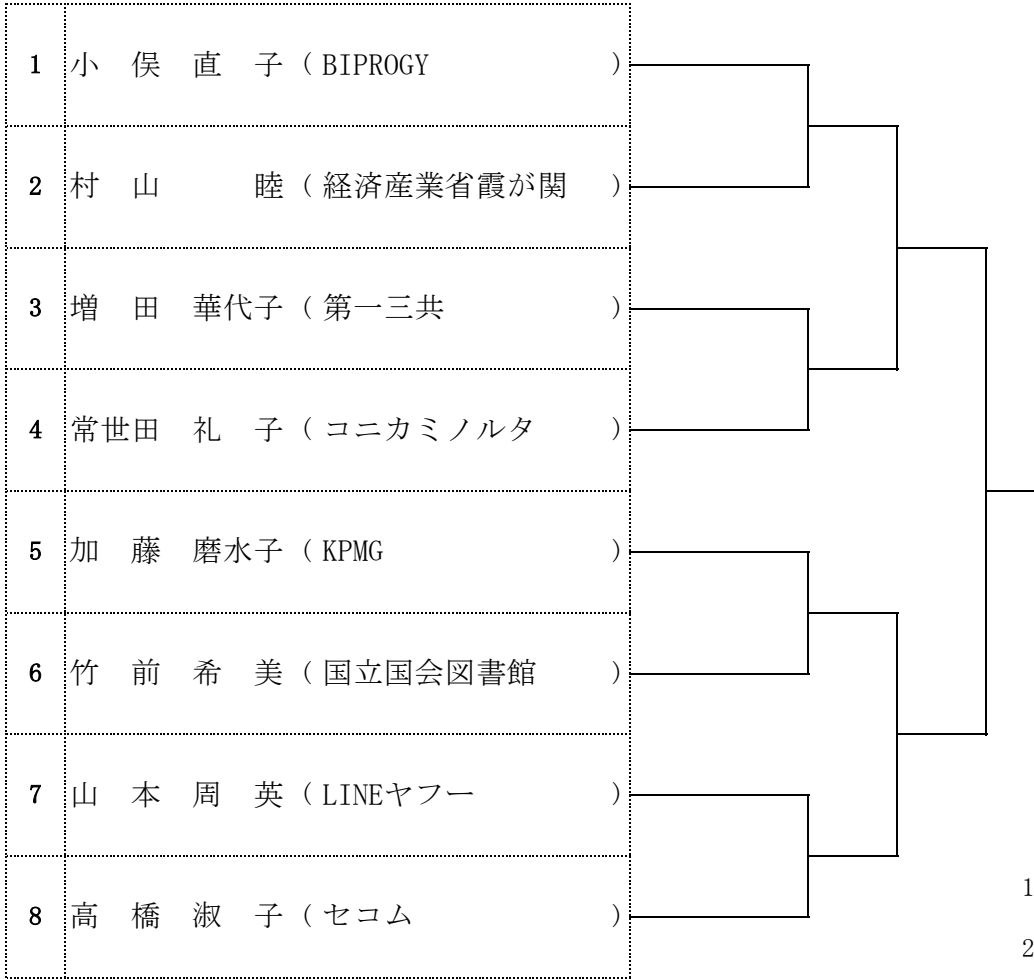 1 小 俣 直 子 ( BIPROGY )
2 村 山 睦 ( 経済産業省霞が関 )
3 増 田 華代子 ( 第一三共 )
4 常世田 礼 子 ( コニカミノルタ )
5 加 藤 磨水子 ( KPMG )
6 竹 前 希 美 ( 国立国会図書館 )
7 山 本 周 英 ( LINEヤフー )
8 高 橋 淑 子 ( セコム )
1
2